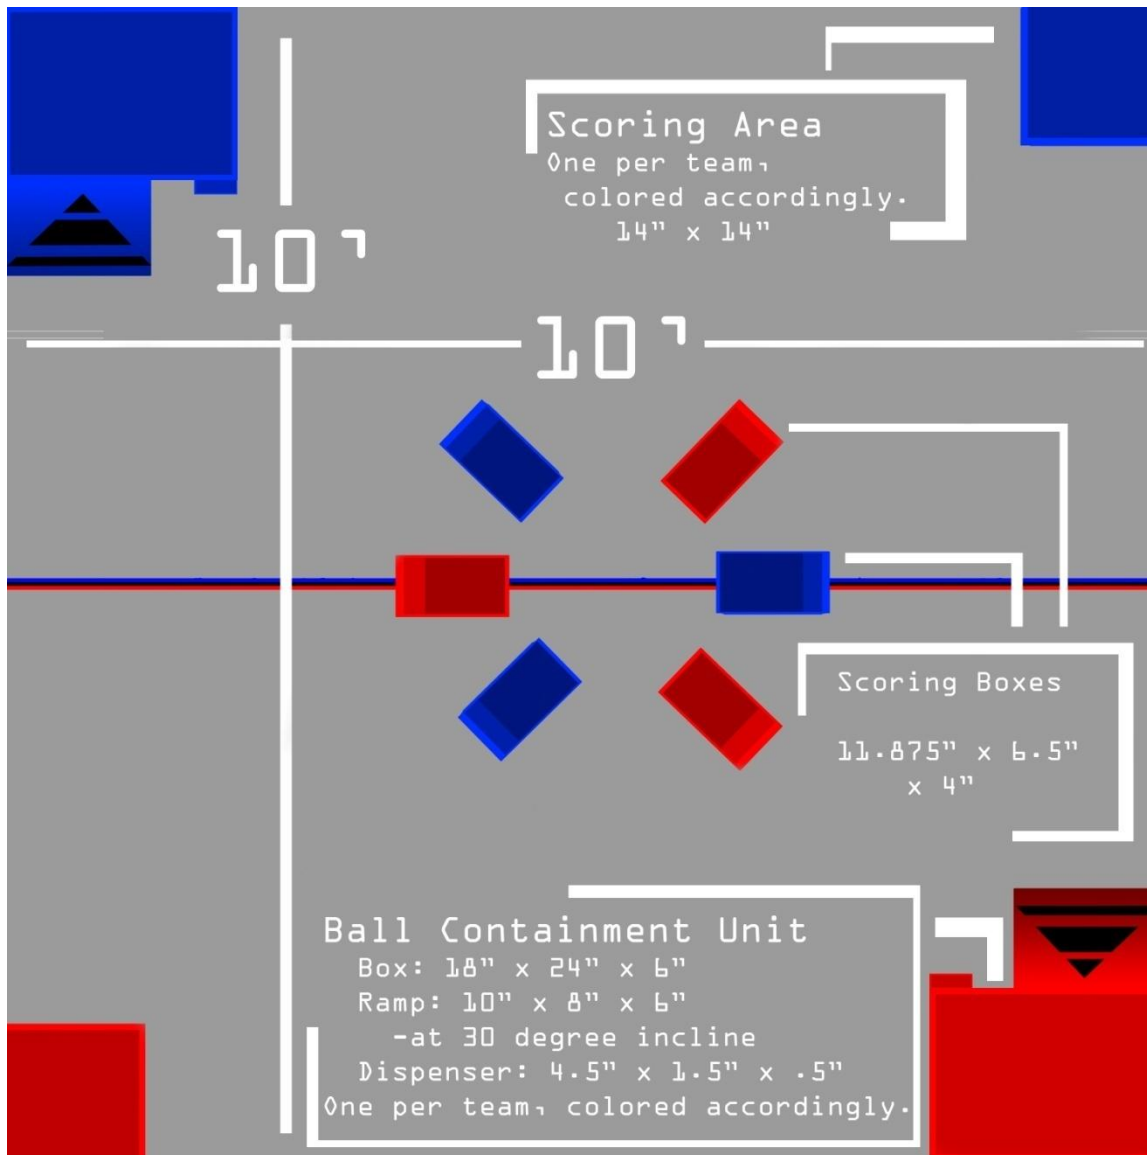 Scoring Area
One per team,
colored accordingly.
14" x 14"
10'
10'
Scoring Boxes
11.875" x 6.5"
x 4"
Ball Containment Unit
Box: 18" x 24" x 6"
Ramp: 10" x 8" x 6"
-at 30 degree incline
Dispenser: 4.5" x 1.5" x .5"
One per team, colored accordingly.